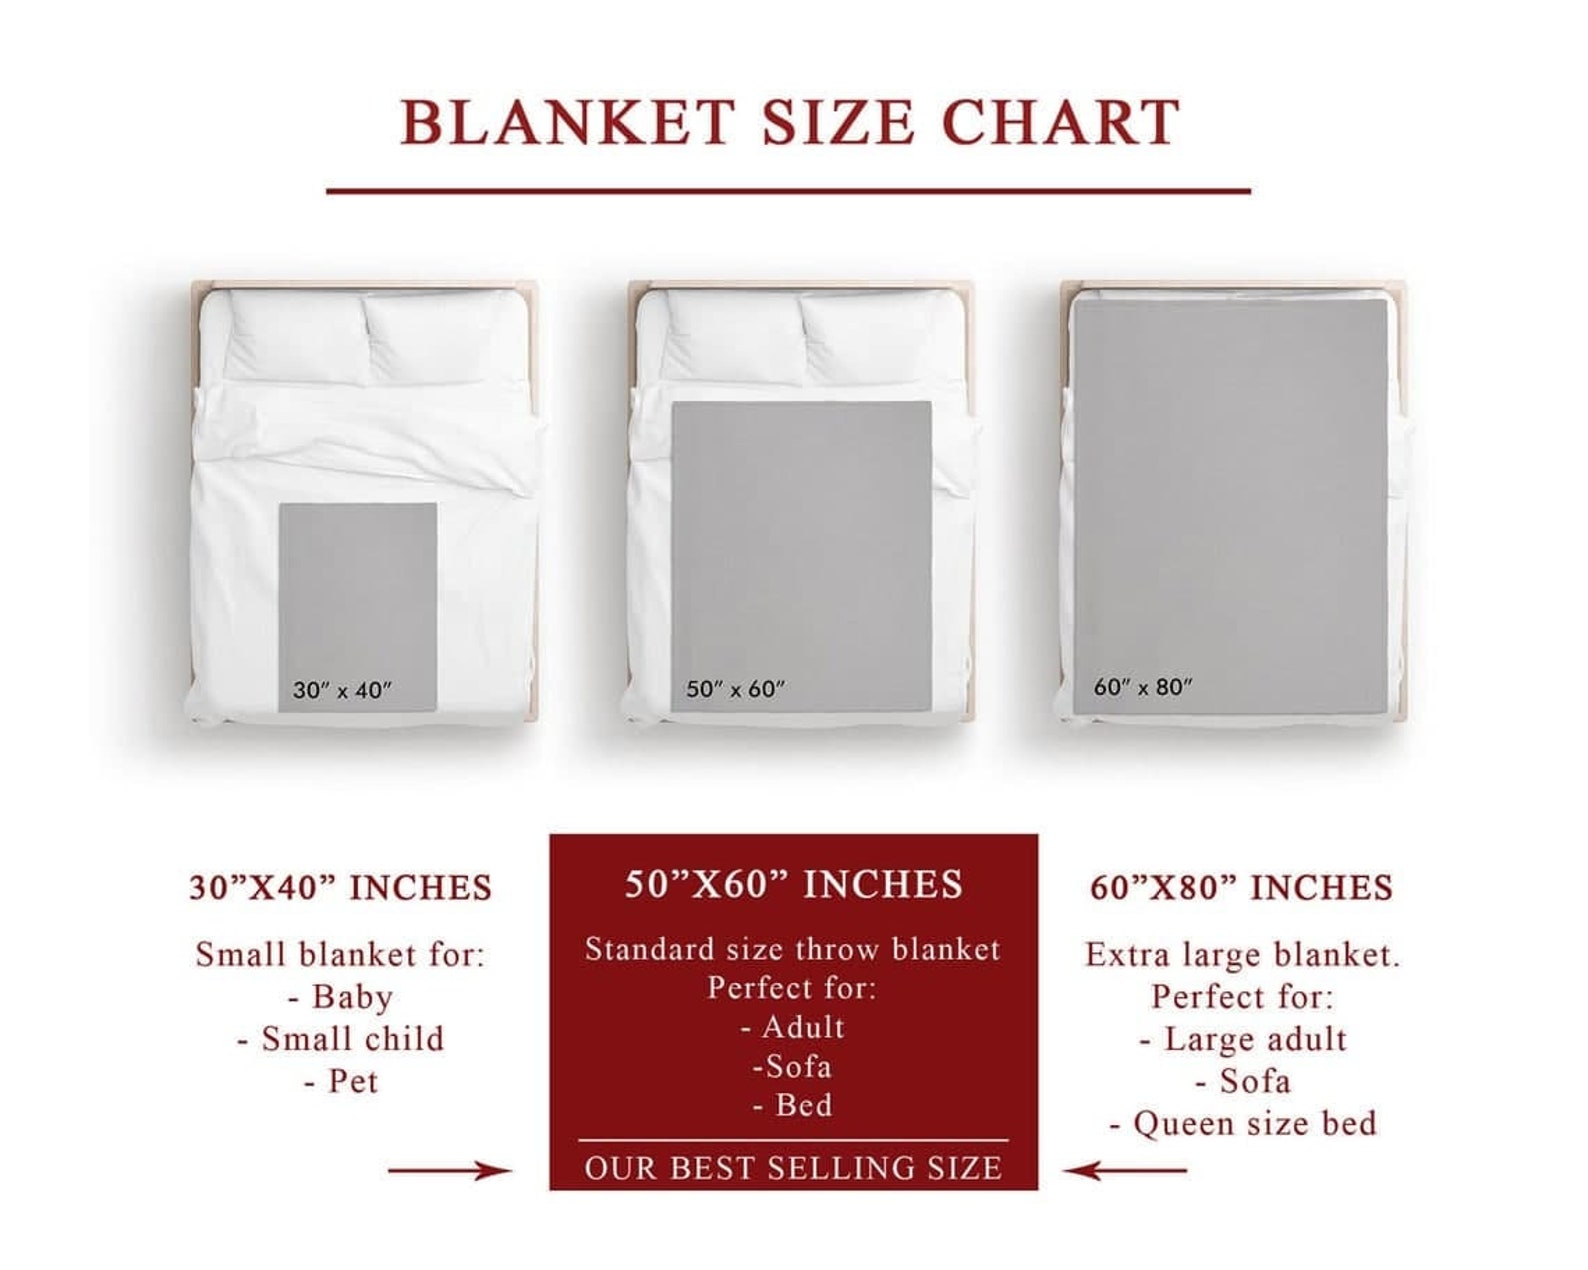 BLANKET SIZE CHART
30" x 40"
50" x 60"
60" x 80"
30”X40” INCHES
Small blanket for:
- Baby
- Small child
- Pet
50”X60” INCHES
Standard size throw blanket
Perfect for:
- Adult
-Sofa
- Bed
OUR BEST SELLING SIZE
60”X80” INCHES
Extra large blanket.
Perfect for:
- Large adult
- Sofa
- Queen size bed